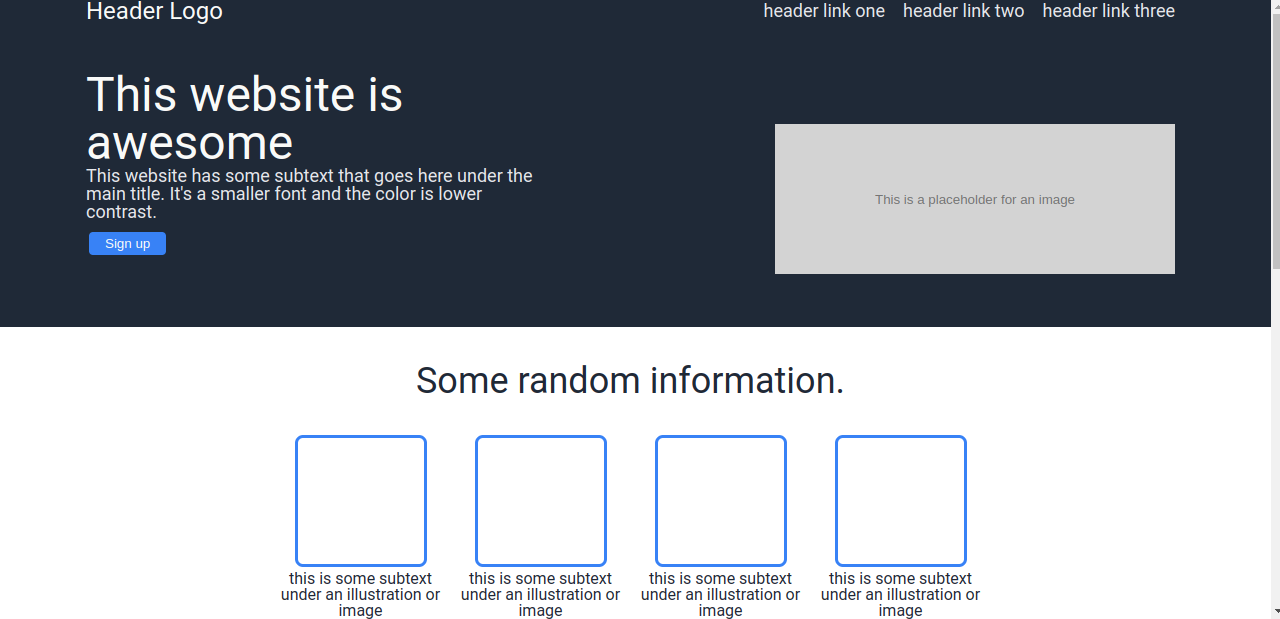 Header Logo
header link one header link two header link three
This website is
awesome
This website has some subtext that goes here under the
main title. It's a smaller font and the color is lower
contrast.
Sign up
This is a placeholder for an image
Some random information.
this is some subtext
under an illustration or
image
this is some subtext
under an illustration or
image
this is some subtext
under an illustration or
image
this is some subtext
under an illustration or
image